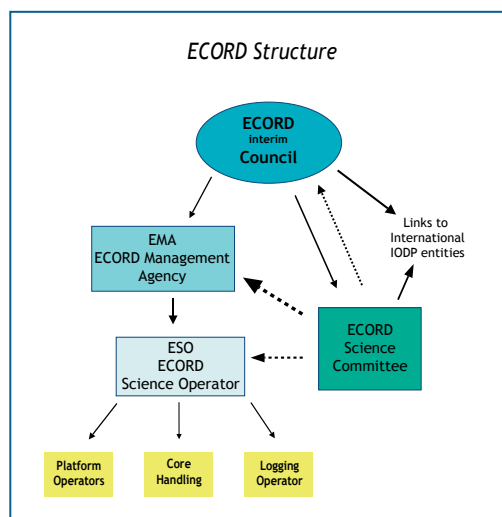 ECORD Structure
ECORD
interim
Council
Links to
International
IODP entities
EMA
ECORD Management
Agency
ECORD
Science
Committee
ESO
ECORD
Science Operator
Platform
Operators
Core
Handling
Logging
Operator